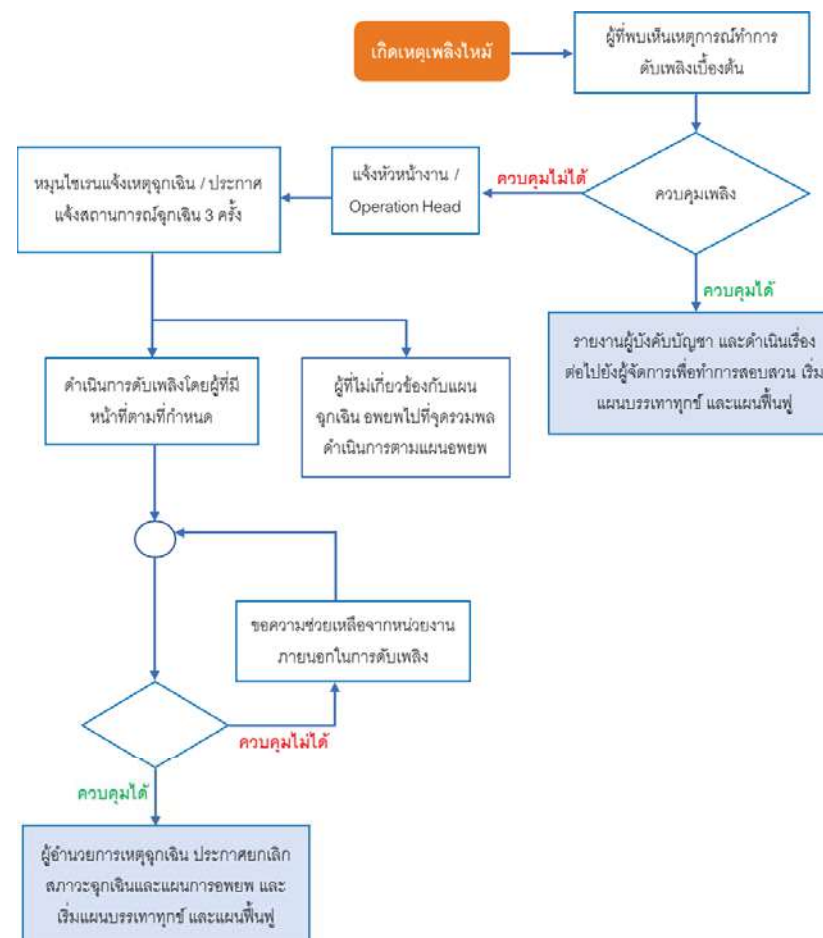 เกิดเหตุเพลิงไหม้
ผู้ที่พบเห็นเหตุการณ์ทำการ
ดับเพลิงเบื้องต้น
ควบคุมเพลิง
ควบคุมไม่ได้
แจ้งหัวหน้างาน /
Operation Head
หมุนไซเรนแจ้งเหตุฉุกเฉิน / ประกาศ
แจ้งสถานการณ์ฉุกเฉิน 3 ครั้ง
ควบคุมได้
รายงานผู้บังคับบัญชา และดำเนินเรื่อง
ต่อไปยังผู้จัดการเพื่อทำการสอบสวน เริ่ม
แผนบรรเทาทุกข์ และแผนฟื้นฟู
ดำเนินการดับเพลิงโดยผู้ที่มี
หน้าที่ตามที่กำหนด
ผู้ที่ไม่เกี่ยวข้องกับแผน
ฉุกเฉิน อพยพไปที่จุดรวมพล
ดำเนินการตามแผนอพยพ
ขอความช่วยเหลือจากหน่วยงาน
ภายนอกในการดับเพลิง
ควบคุมไม่ได้
ควบคุมได้
ผู้อำนวยการเหตุฉุกเฉิน ประกาศยกเลิก
สภาวะฉุกเฉินและแผนการอพยพ และ
เริ่มแผนบรรเทาทุกข์ และแผนฟื้นฟู